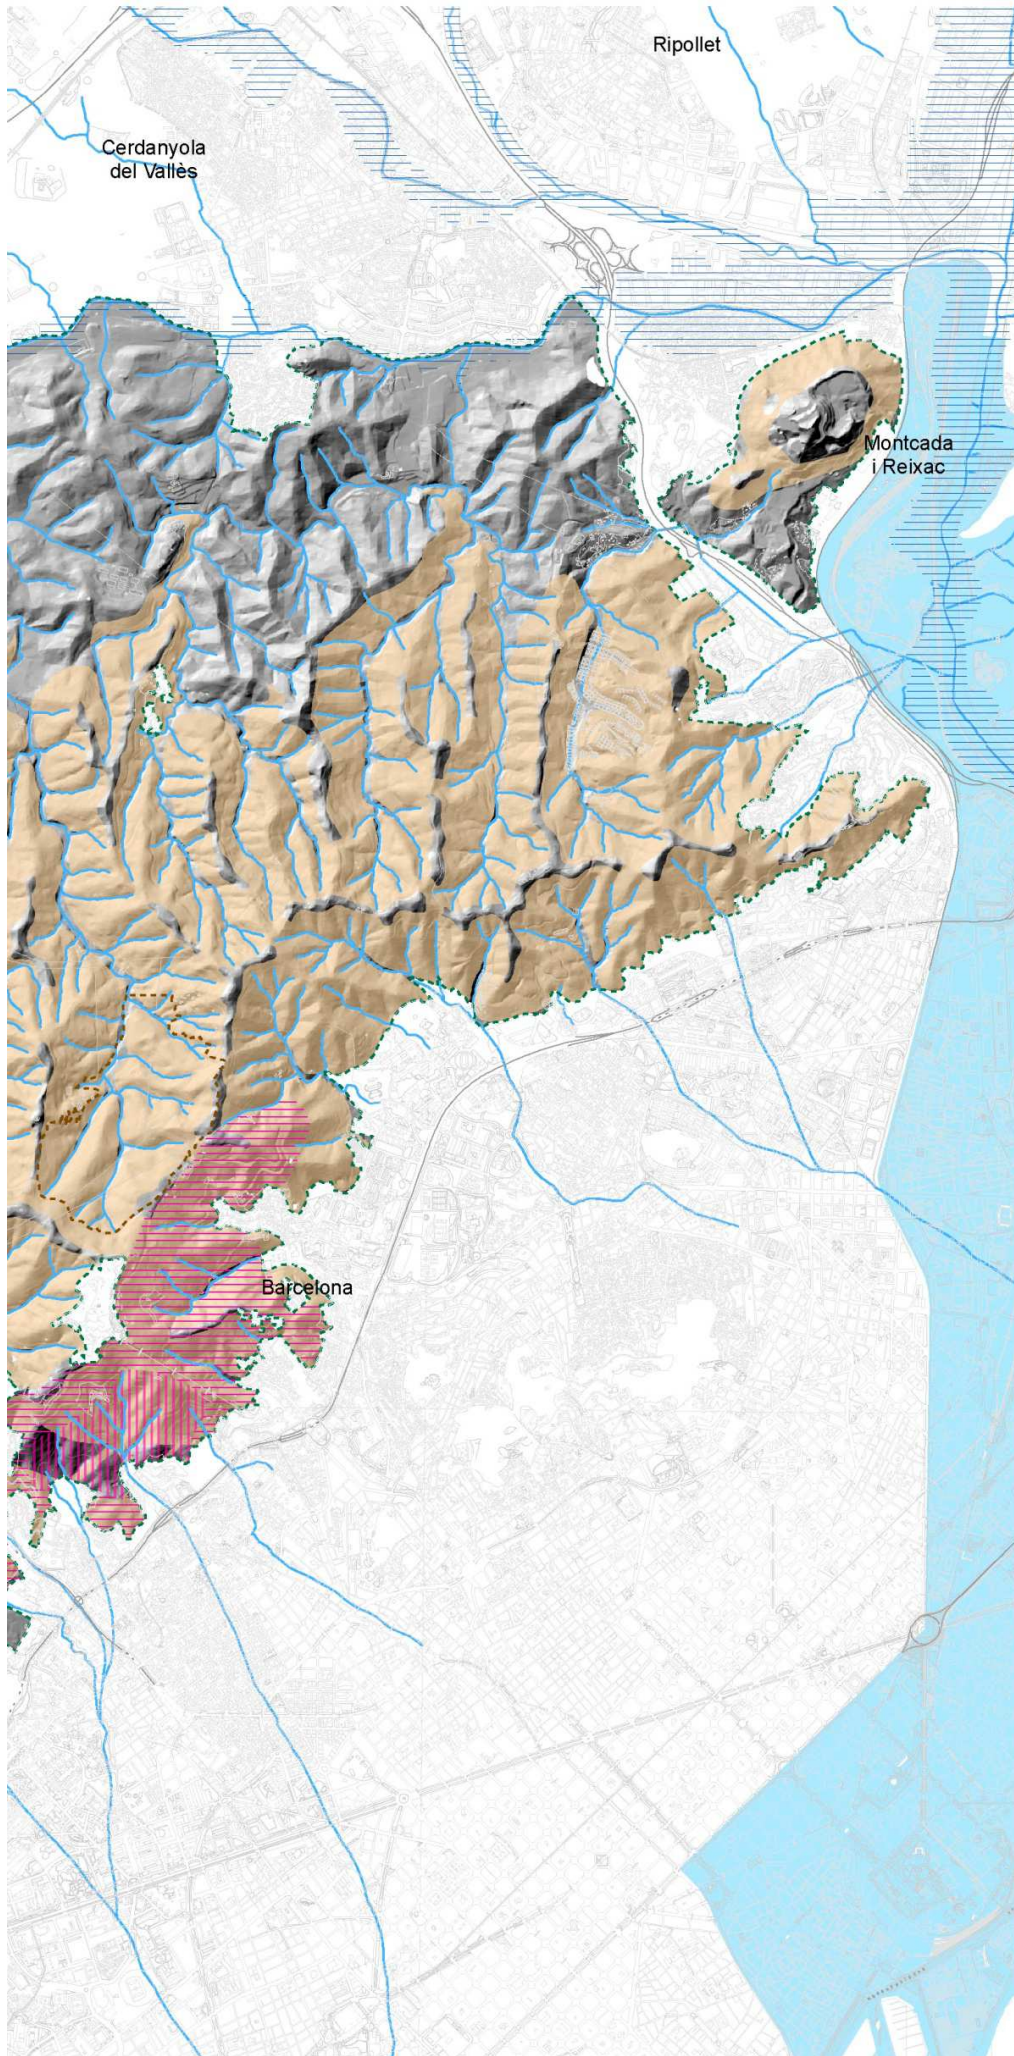 Ripollet
Cerdanyola
del Vallès
Montcada
i Reixac
Barcelona